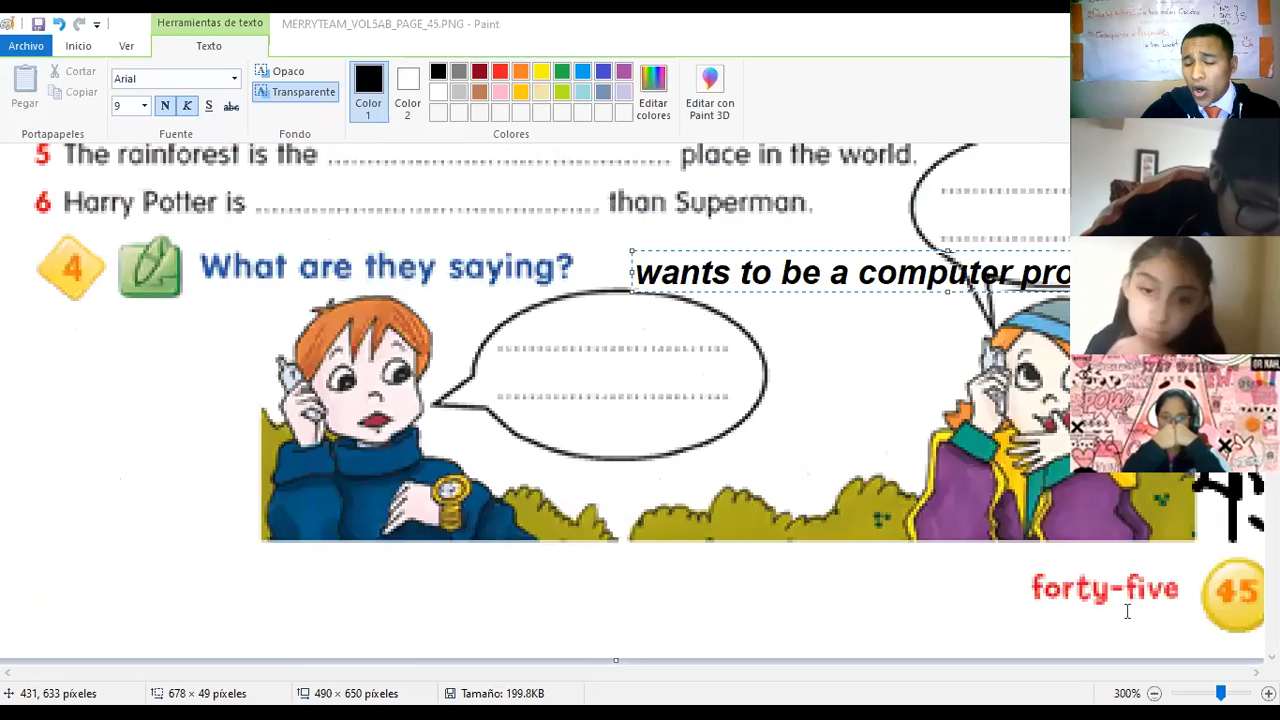 Herramientas de texto
MERRYTEAM_VOL5AB_PAGE_45.PNG - Paint
Archivo Inicio Ver Texto
Pegar
Cortar
Copiar
Portapapeles
Arial
9
N K S abc
Fuente
Opaco
Transparente
Fondo
Color 1
Color 2
Colores
Editar colores
Editar con Paint 3D
5 The rainforest is the ........ place in the world.
6 Harry Potter is ........ than Superman.
4 What are they saying?
wants to be a computer pro
forty-five 45
431, 633 píxeles
678 × 49 píxeles
490 × 650 píxeles
Tamaño: 199,8KB
300%